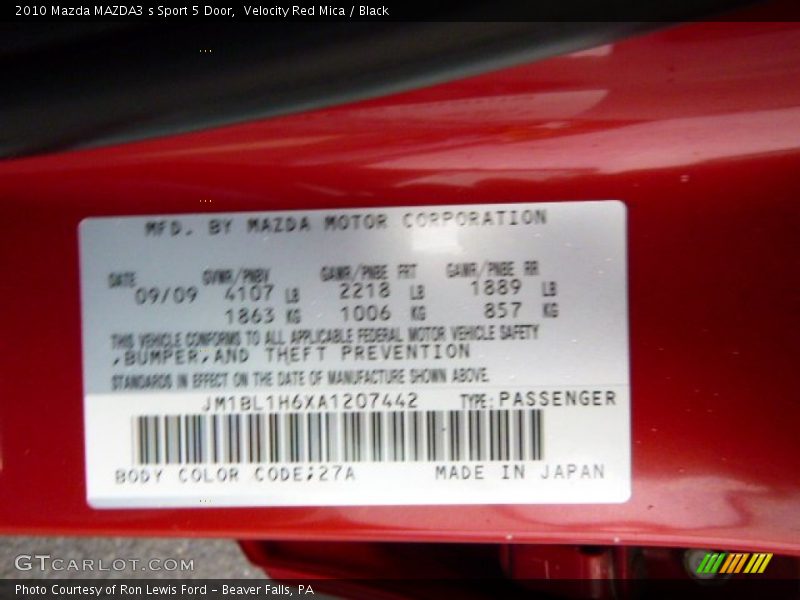 2010 Mazda MAZDA3 s Sport 5 Door,  Velocity Red Mica / Black
MFD. BY MAZDA MOTOR CORPORATION
DATE GVWR/PNBV GAWR/PNBE FRT GAWR/PNBE RR
09/09 4107 LB 2218 LB 1889 LB
1863 KG 1006 KG 857 KG
THIS VEHICLE CONFORMS TO ALL APPLICABLE FEDERAL MOTOR VEHICLE SAFETY
,BUMPER,AND THEFT PREVENTION
STANDARDS IN EFFECT ON THE DATE OF MANUFACTURE SHOWN ABOVE.
JM1BL1H6XA1207442 TYPE: PASSENGER
BODY COLOR CODE;27A MADE IN JAPAN
GTCARLOT.COM
Photo Courtesy of Ron Lewis Ford - Beaver Falls, PA